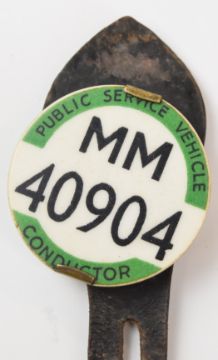 PUBLIC SERVICE VEHICLE
MM
40904
CONDUCTOR